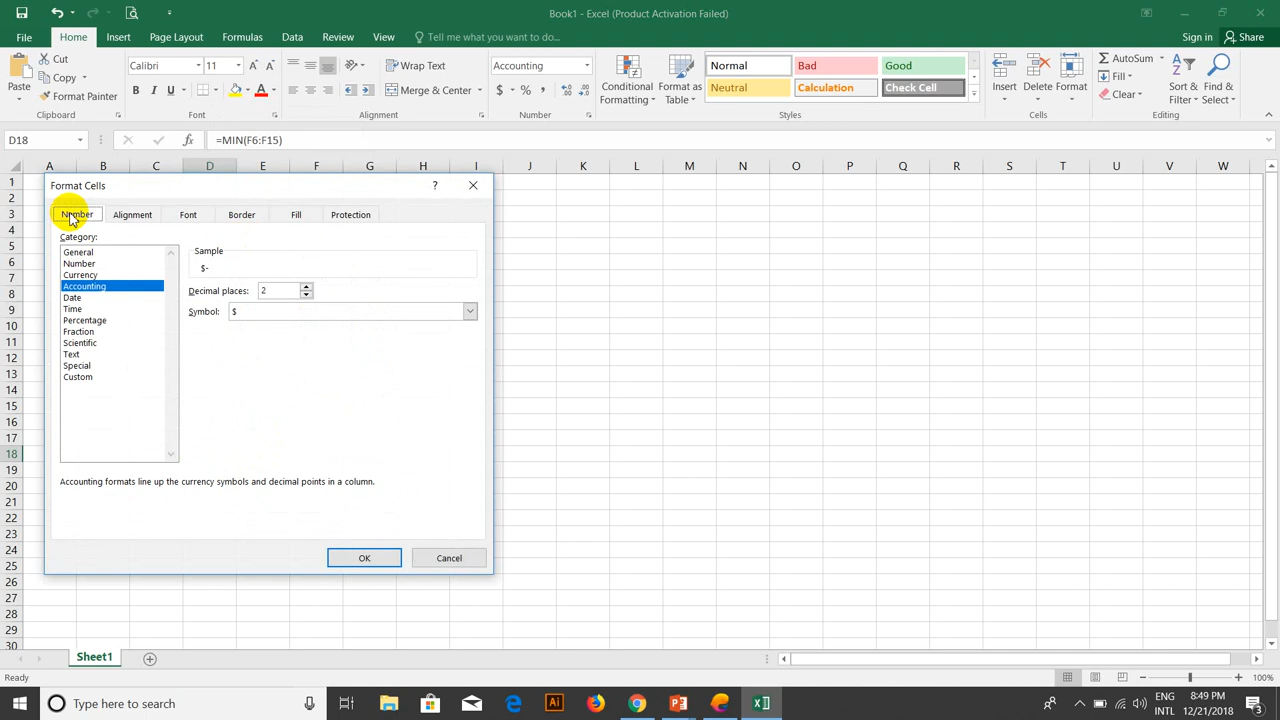 Book1 - Excel (Product Activation Failed)
File Home Insert Page Layout Formulas Data Review View Tell me what you want to do... Sign in Share
Paste
Cut
Copy
Format Painter
Clipboard
Calibri 11
B I U
Font
Wrap Text
Merge & Center
Alignment
Accounting
$ % ,
Number
Conditional Formatting
Format as Table
Normal Bad Good
Neutral Calculation Check Cell
Styles
Insert Delete Format
Cells
AutoSum
Fill
Clear
Sort & Filter
Find & Select
Editing
D18 fx =MIN(F6:F15)
A B C D E F G H I J K L M N O P Q R S T U V W
1
2
3
4
5
6
7
8
9
10
11
12
13
14
15
16
17
18
19
20
21
22
23
24
25
26
27
28
29
30
Format Cells ?
Number Alignment Font Border Fill Protection
Category:
General
Number
Currency
Accounting
Date
Time
Percentage
Fraction
Scientific
Text
Special
Custom
Sample
$-
Decimal places: 2
Symbol: $
Accounting formats line up the currency symbols and decimal points in a column.
OK Cancel
Sheet1
Ready 100%
Type here to search
Ai
ENG
INTL
8:49 PM
12/21/2018
3